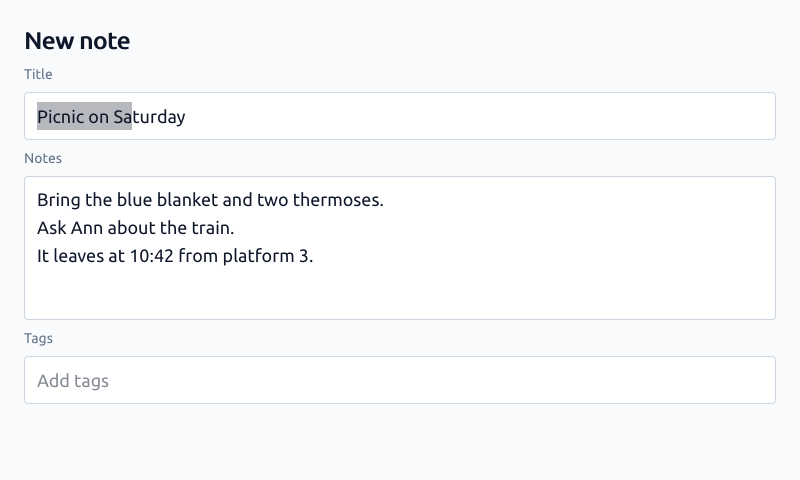 New note
Title
Picnic on Saturday
Notes
Bring the blue blanket and two thermoses.
Ask Ann about the train.
It leaves at 10:42 from platform 3.
Tags
Add tags